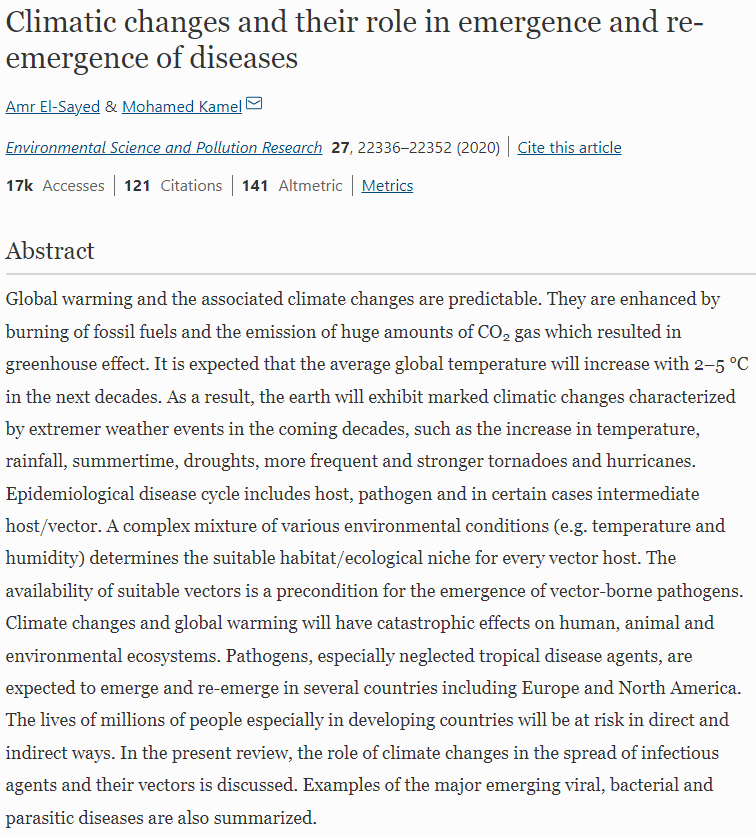 Climatic changes and their role in emergence and re-
emergence of diseases
Amr El-Sayed & Mohamed Kamel
Environmental Science and Pollution Research 27, 22336–22352 (2020) | Cite this article
17k Accesses | 121 Citations | 141 Altmetric | Metrics
Abstract
Global warming and the associated climate changes are predictable. They are enhanced by
burning of fossil fuels and the emission of huge amounts of CO₂ gas which resulted in
greenhouse effect. It is expected that the average global temperature will increase with 2–5 °C
in the next decades. As a result, the earth will exhibit marked climatic changes characterized
by extremer weather events in the coming decades, such as the increase in temperature,
rainfall, summertime, droughts, more frequent and stronger tornadoes and hurricanes.
Epidemiological disease cycle includes host, pathogen and in certain cases intermediate
host/vector. A complex mixture of various environmental conditions (e.g. temperature and
humidity) determines the suitable habitat/ecological niche for every vector host. The
availability of suitable vectors is a precondition for the emergence of vector-borne pathogens.
Climate changes and global warming will have catastrophic effects on human, animal and
environmental ecosystems. Pathogens, especially neglected tropical disease agents, are
expected to emerge and re-emerge in several countries including Europe and North America.
The lives of millions of people especially in developing countries will be at risk in direct and
indirect ways. In the present review, the role of climate changes in the spread of infectious
agents and their vectors is discussed. Examples of the major emerging viral, bacterial and
parasitic diseases are also summarized.